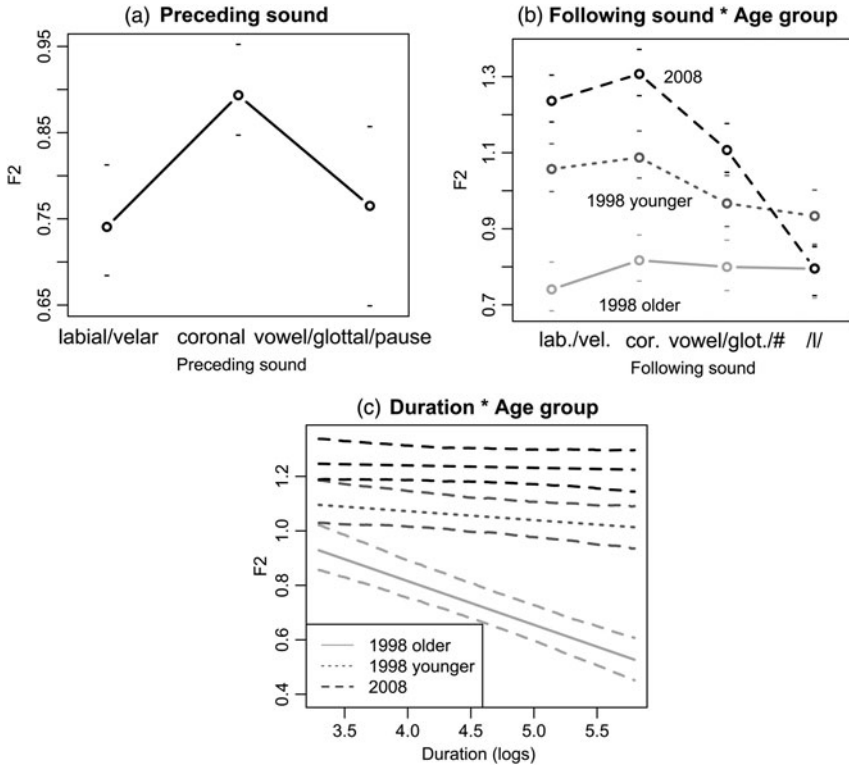 (a) Preceding sound
0.95
0.85
0.75
0.65
F2
labial/velar coronal vowel/glottal/pause
Preceding sound
(b) Following sound * Age group
1.3
1.1
0.9
0.7
F2
2008
1998 younger
1998 older
lab./vel. cor. vowel/glot./# /l/
Following sound
(c) Duration * Age group
1.2
1.0
0.8
0.6
0.4
F2
1998 older
1998 younger
2008
3.5 4.0 4.5 5.0 5.5
Duration (logs)